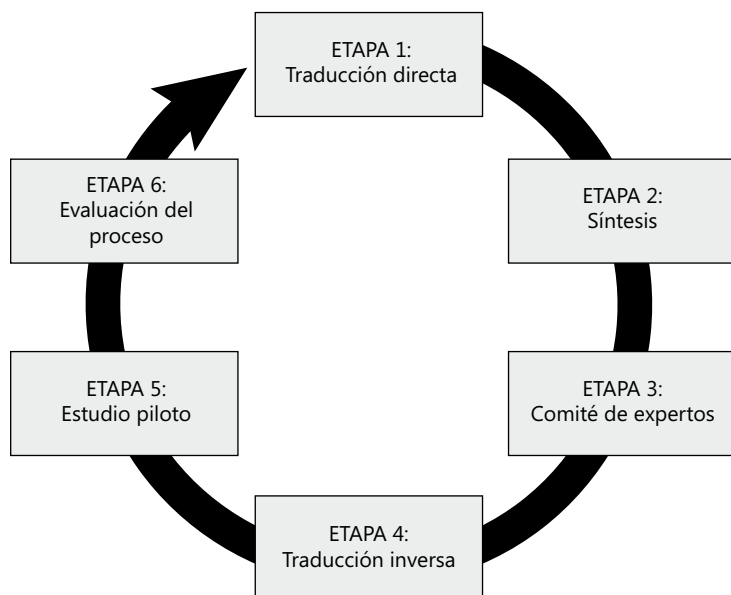 ETAPA 1:
Traducción directa
ETAPA 2:
Síntesis
ETAPA 3:
Comité de expertos
ETAPA 4:
Traducción inversa
ETAPA 5:
Estudio piloto
ETAPA 6:
Evaluación del
proceso